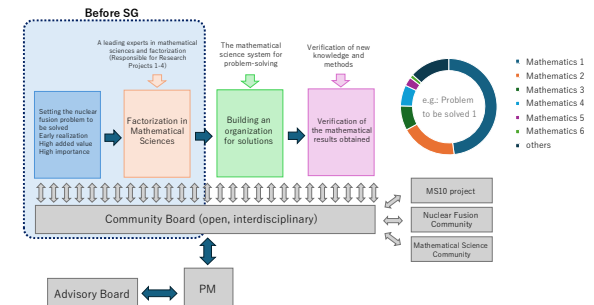 Before SG
A leading experts in mathematical
sciences and factorization
(Responsible for Research
Projects 1-4)
The mathematical
science system for
problem-solving
Verification of new
knowledge and
methods
Setting the nuclear
fusion problem to
be solved
Early realization
High added value
High importance
Factorization in
Mathematical
Sciences
Building an
organization
for solutions
Verification of
the mathematical
results obtained
e.g.: Problem
to be solved 1
Mathematics 1
Mathematics 2
Mathematics 3
Mathematics 4
Mathematics 5
Mathematics 6
others
Community Board (open, interdisciplinary)
MS10 project
Nuclear Fusion
Community
Mathematical Science
Community
Advisory Board
PM